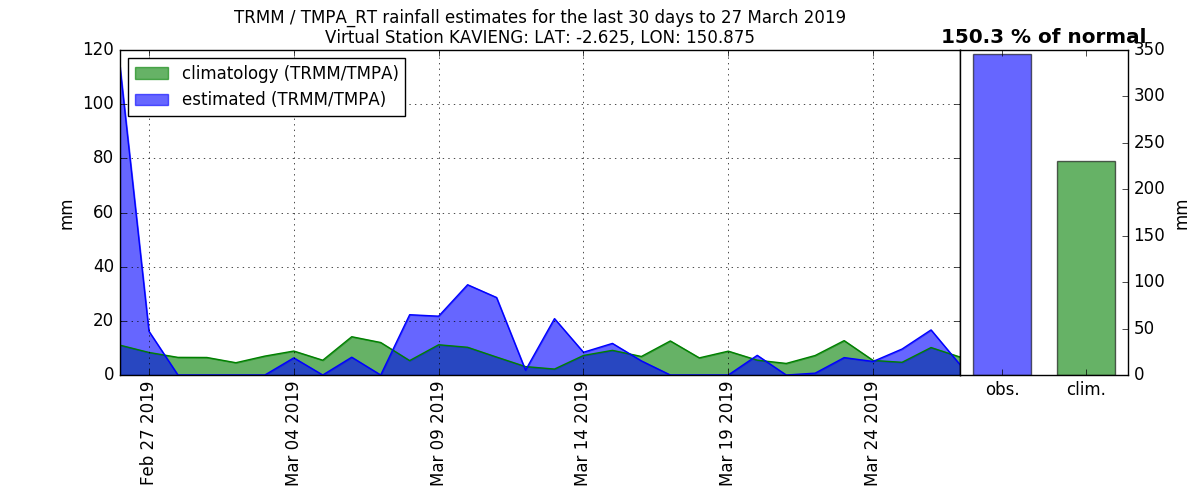 TRMM / TMPA_RT rainfall estimates for the last 30 days to 27 March 2019
Virtual Station KAVIENG: LAT: -2.625, LON: 150.875
150.3 % of normal
climatology (TRMM/TMPA)
estimated (TRMM/TMPA)
mm
120
100
80
60
40
20
0
Feb 27 2019
Mar 04 2019
Mar 09 2019
Mar 14 2019
Mar 19 2019
Mar 24 2019
350
300
250
200
150
100
50
0
mm
obs.
clim.